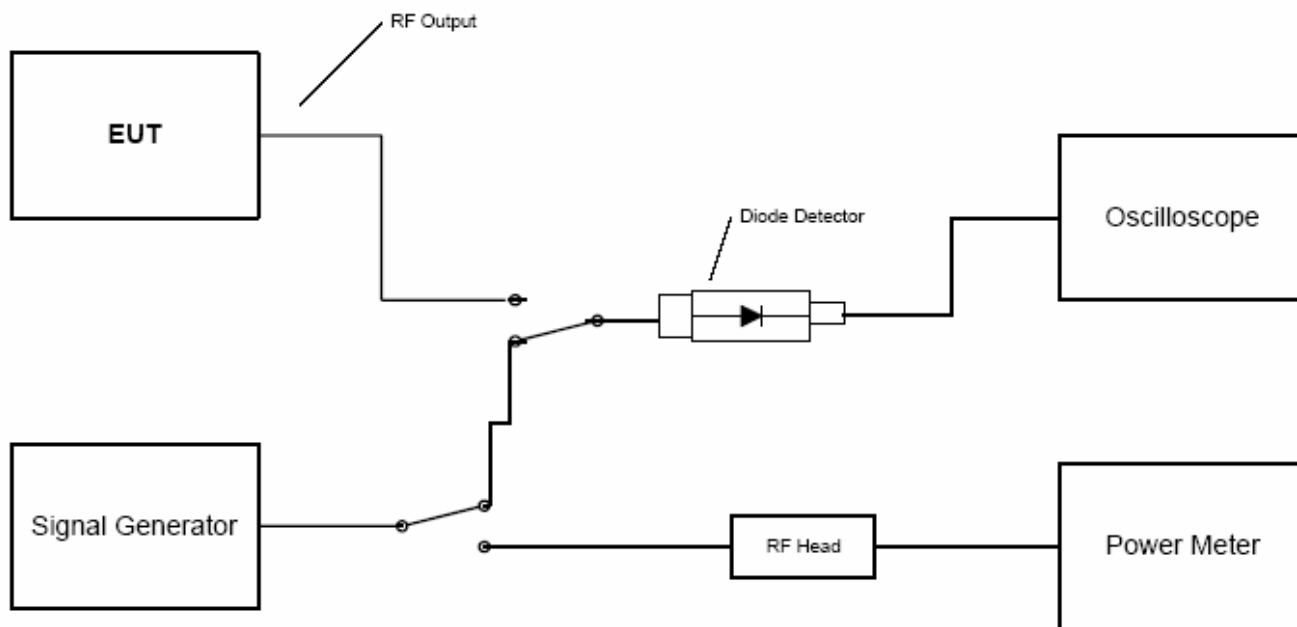 RF Output
EUT
Diode Detector
Oscilloscope
Signal Generator
RF Head
Power Meter